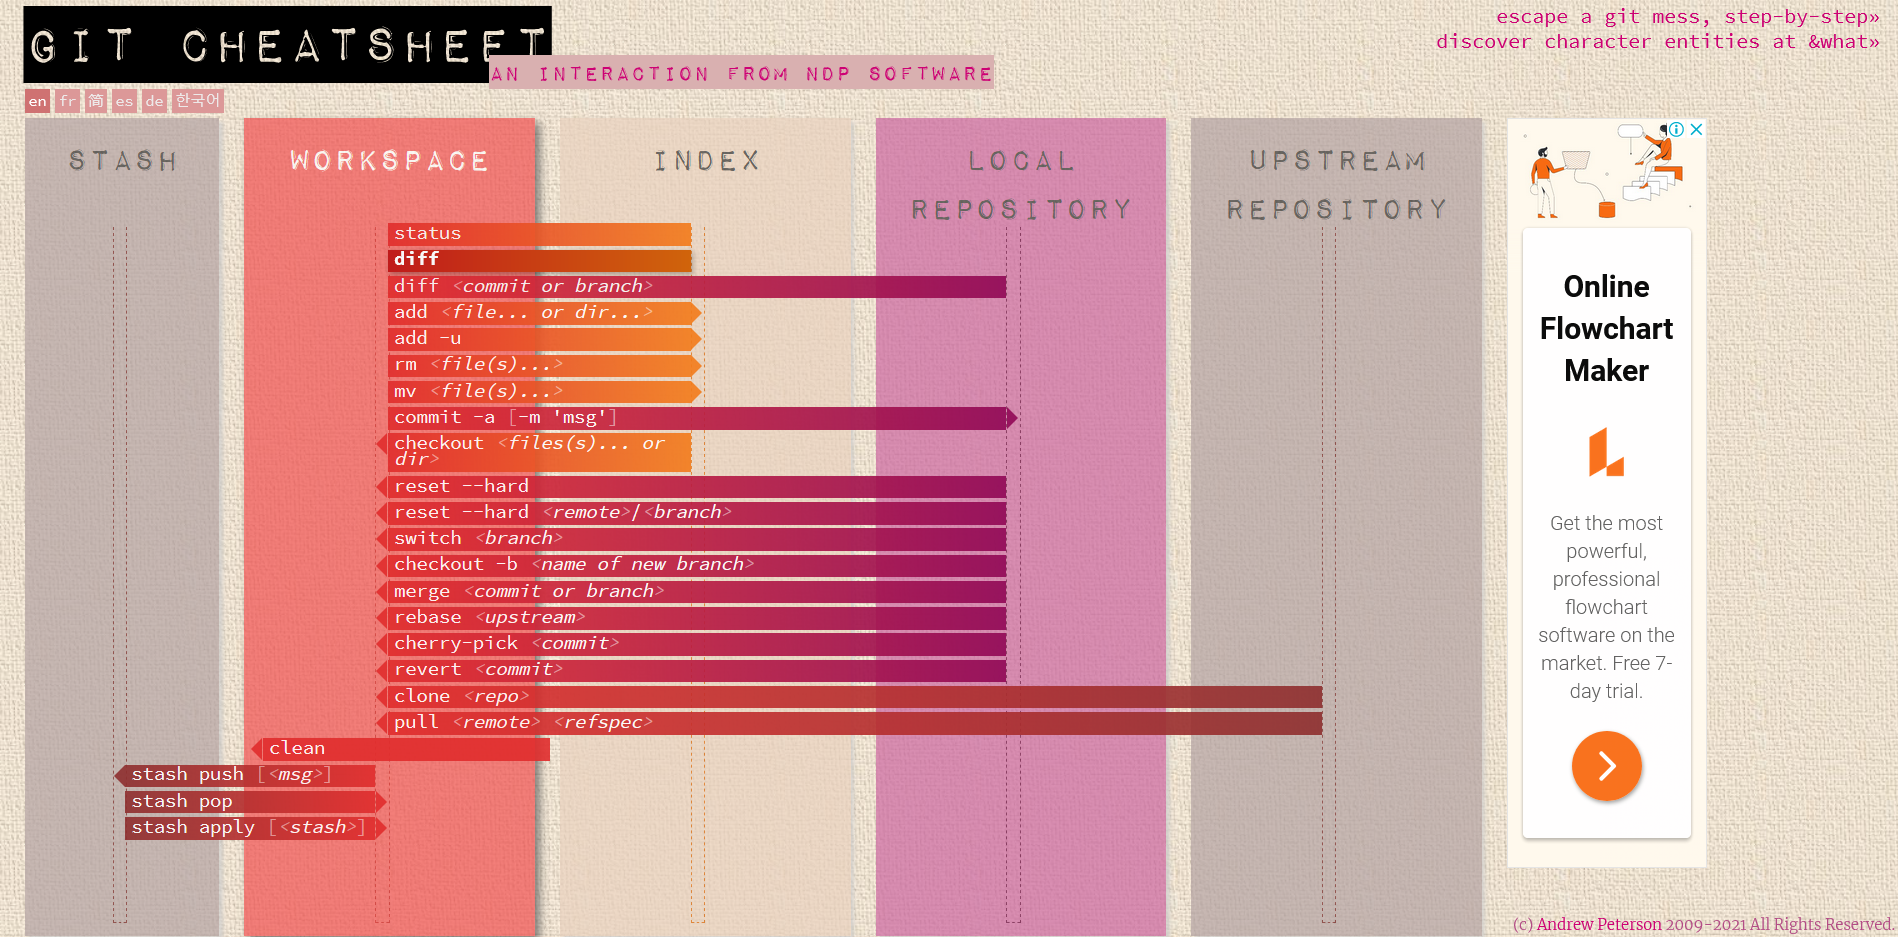 GIT CHEATSHEET
AN INTERACTION FROM NDP SOFTWARE
escape a git mess, step-by-step»
discover character entities at &what»
en fr 简 es de 한국어
STASH
WORKSPACE
INDEX
LOCAL
REPOSITORY
UPSTREAM
REPOSITORY
status
diff
diff <commit or branch>
add <file... or dir...>
add -u
rm <file(s)...>
mv <file(s)...>
commit -a [-m 'msg']
checkout <files(s)... or
dir>
reset --hard
reset --hard <remote>/<branch>
switch <branch>
checkout -b <name of new branch>
merge <commit or branch>
rebase <upstream>
cherry-pick <commit>
revert <commit>
clone <repo>
pull <remote> <refspec>
clean
stash push [<msg>]
stash pop
stash apply [<stash>]
Online
Flowchart
Maker
Get the most
powerful,
professional
flowchart
software on the
market. Free 7-
day trial.
(c) Andrew Peterson 2009-2021 All Rights Reserved.